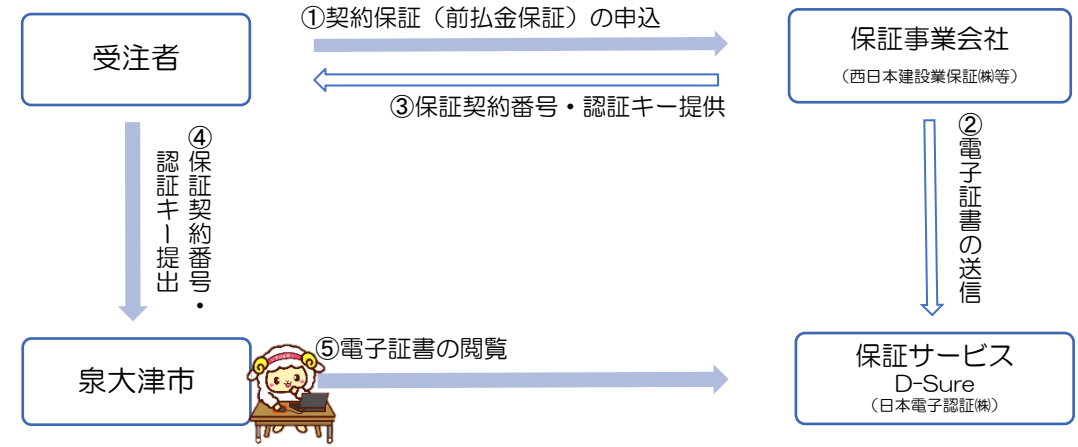 ①契約保証（前払金保証）の申込
受注者
保証事業会社
（西日本建設業保証㈱等）
③保証契約番号・認証キー提供
④保証契約番号・
認証キー提出
②電子証書の送信
泉大津市
⑤電子証書の閲覧
保証サービス
D-Sure
（日本電子認証㈱）